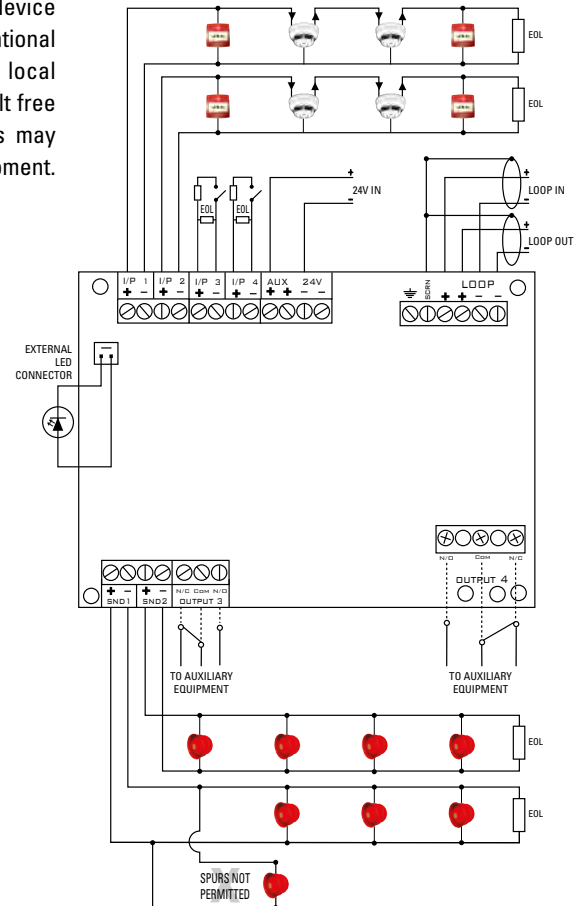 device
ational
local
lt free
s may
oment.
EOL
EOL
EOL EOL
+
24V IN
-
+
LOOP IN
-
+
LOOP OUT
-
I/P 1 I/P 2 I/P 3 I/P 4 AUX 24V
+ - + - + - + - + + - -
SCRN LOOP
+ + - -
EXTERNAL
LED
CONNECTOR
N/O COM N/C
OUTPUT 4
+ - + - N/C COM N/O
SND1 SND2 OUTPUT 3
TO AUXILIARY
EQUIPMENT
TO AUXILIARY
EQUIPMENT
EOL
EOL
SPURS NOT
PERMITTED
X